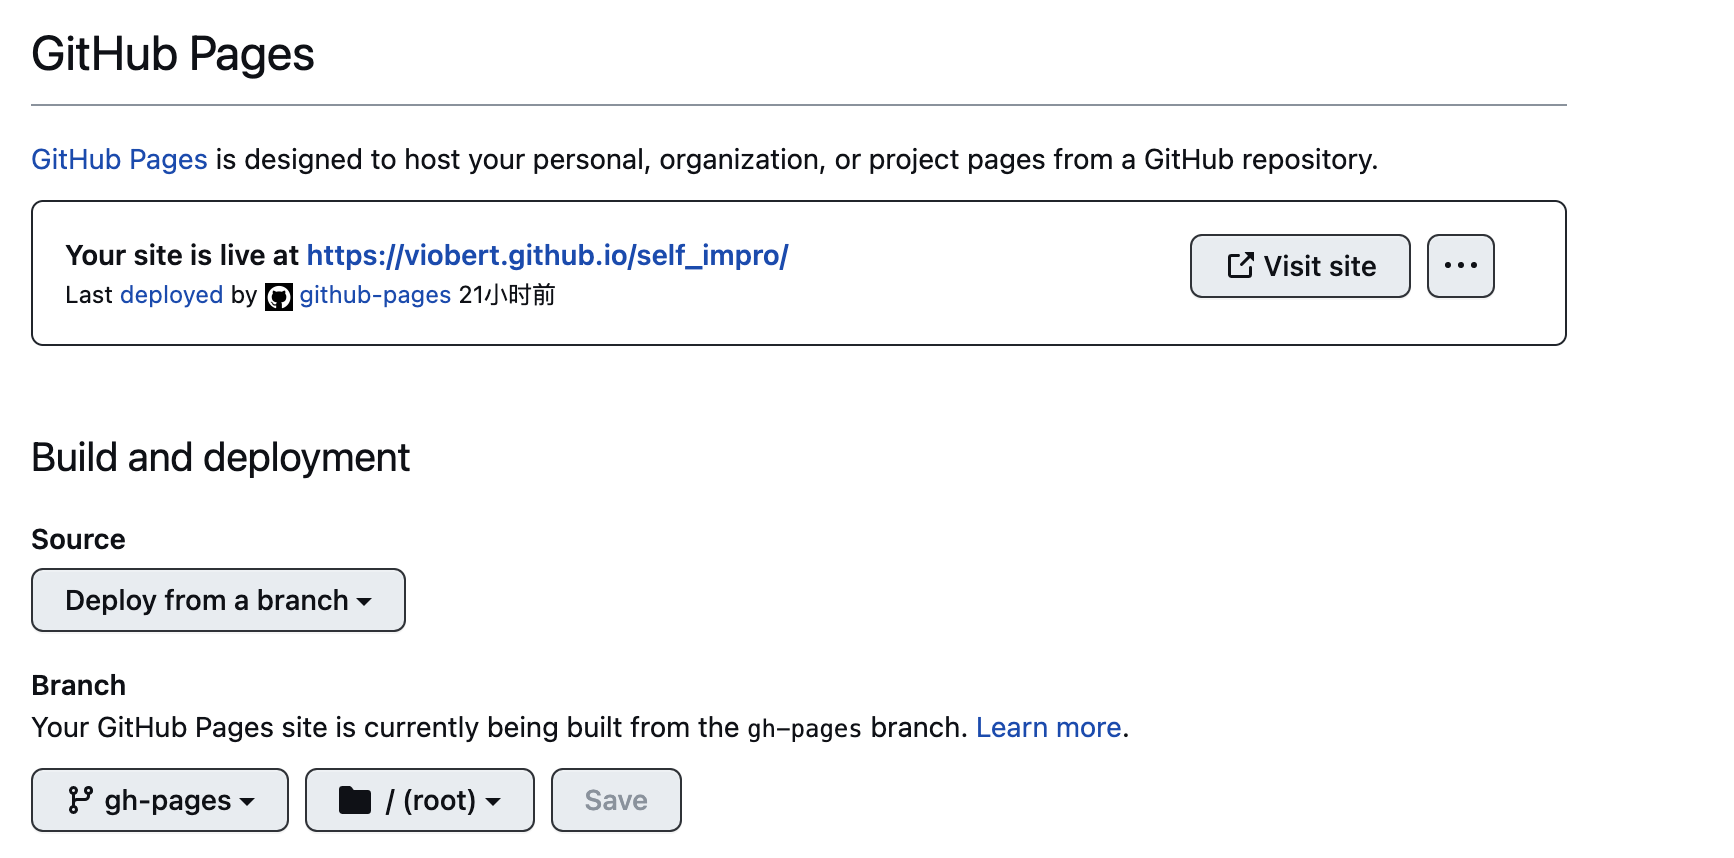 GitHub Pages
GitHub Pages is designed to host your personal, organization, or project pages from a GitHub repository.
Your site is live at https://viobert.github.io/self_impro/
Visit site
Last deployed by github-pages 21小时前
Build and deployment
Source
Deploy from a branch
Branch
Your GitHub Pages site is currently being built from the gh-pages branch. Learn more.
gh-pages / (root) Save